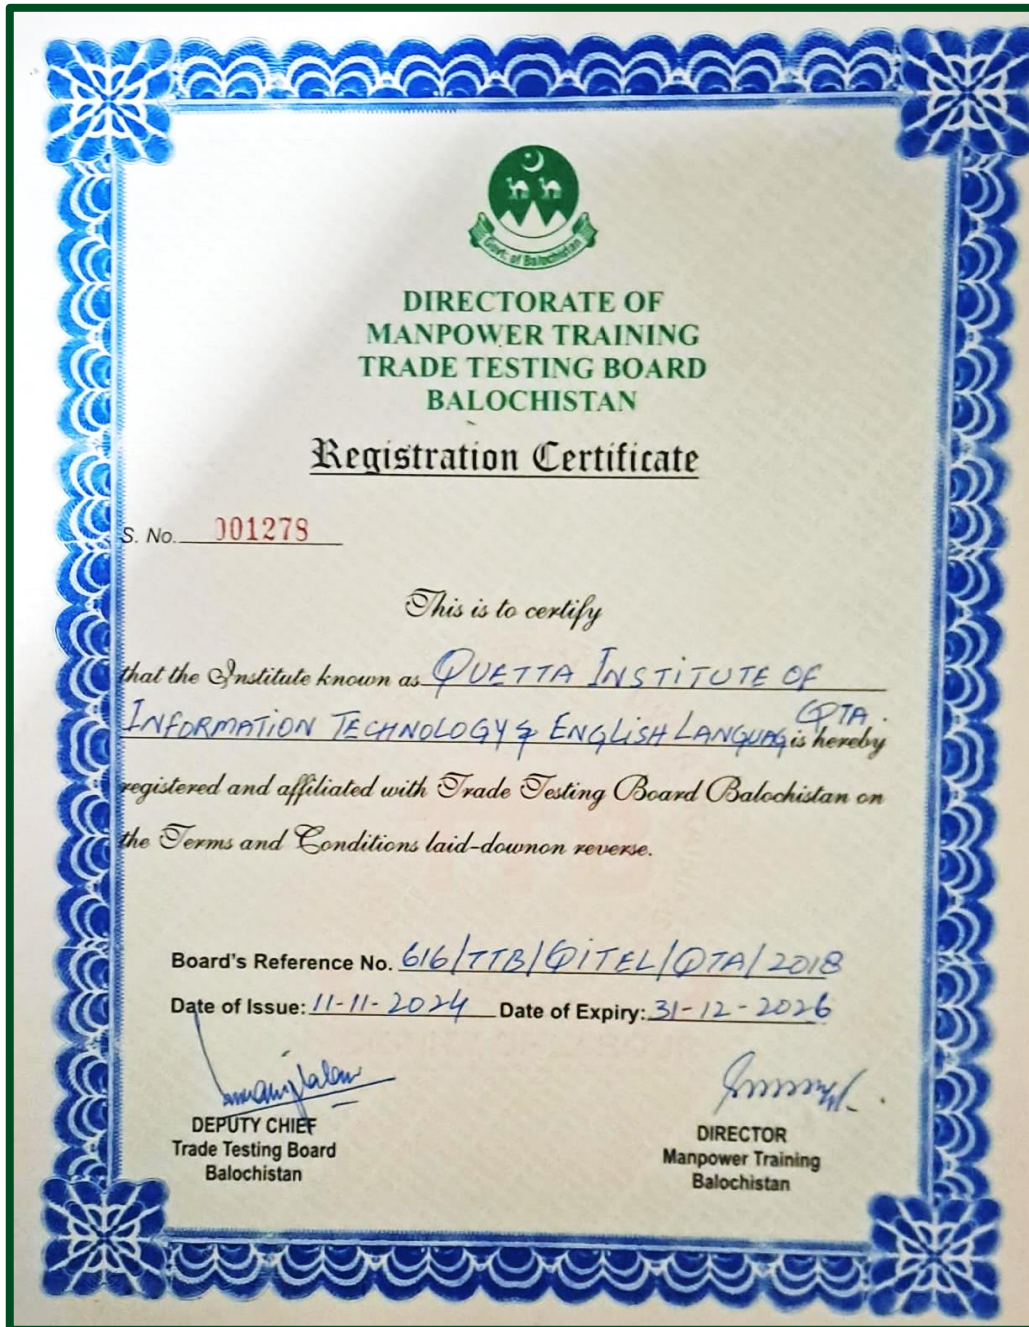 Govt: of Balochistan
DIRECTORATE OF
MANPOWER TRAINING
TRADE TESTING BOARD
BALOCHISTAN
Registration Certificate
S. No. 001278
This is to certify
that the Institute known as QUETTA INSTITUTE OF
INFORMATION TECHNOLOGY & ENGLISH LANGUAG QTA. is hereby
registered and affiliated with Trade Testing Board Balochistan on
the Terms and Conditions laid-downon reverse.
Board's Reference No. 616/TTB/QITEL/QTA/2018
Date of Issue: 11-11-2024 Date of Expiry: 31-12-2026
DEPUTY CHIEF
Trade Testing Board
Balochistan
DIRECTOR
Manpower Training
Balochistan